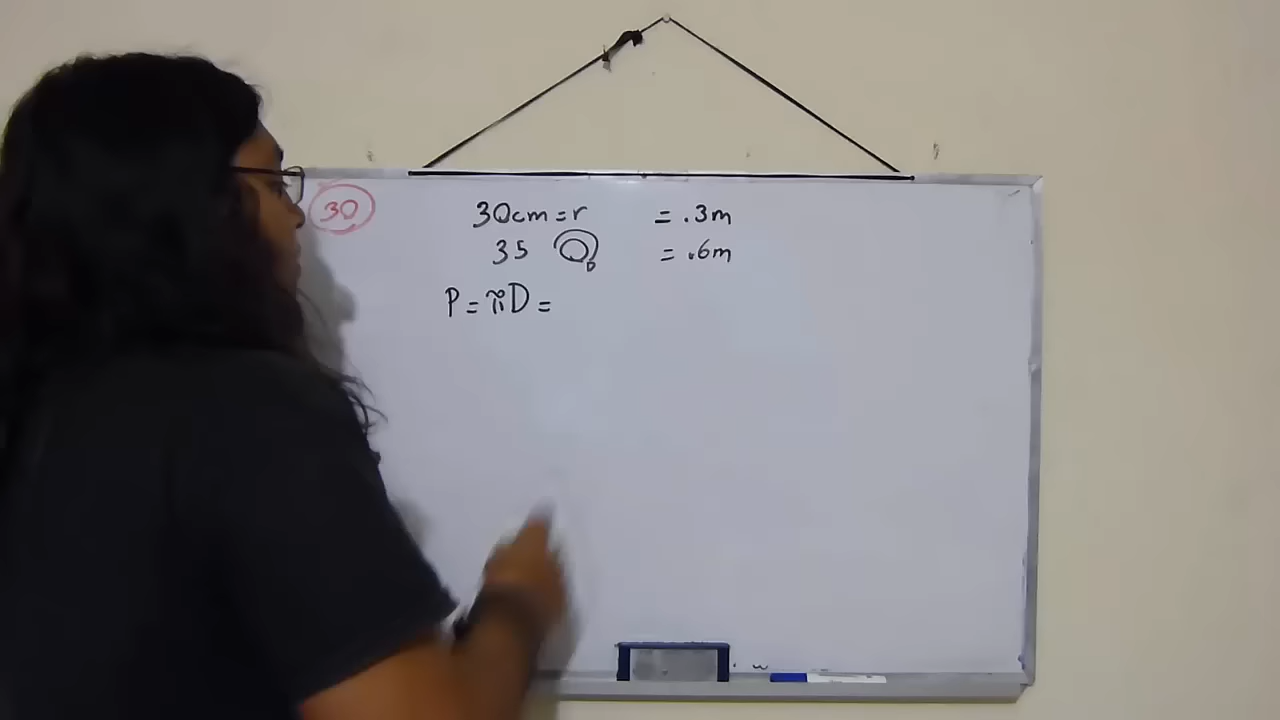 30
30cm = r = .3m
35 = .6m
P = πD =